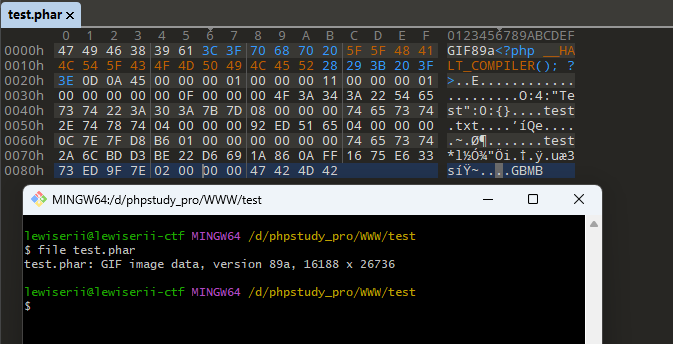 test.phar ×
0 1 2 3 4 5 6 7 8 9 A B C D E F 0123456789ABCDEF
0000h 47 49 46 38 39 61 3C 3F 70 68 70 20 5F 5F 48 41 GIF89a<?php __HA
0010h 4C 54 5F 43 4F 4D 50 49 4C 45 52 28 29 3B 20 3F LT_COMPILER(); ?
0020h 3E 0D 0A 45 00 00 00 01 00 00 00 11 00 00 00 01 >..E............
0030h 00 00 00 00 00 0F 00 00 00 4F 3A 34 3A 22 54 65 .........O:4:"Te
0040h 73 74 22 3A 30 3A 7B 7D 08 00 00 00 74 65 73 74 st":0:{}....test
0050h 2E 74 78 74 04 00 00 00 92 ED 51 65 04 00 00 00 .txt....’íQe....
0060h 0C 7E 7F D8 B6 01 00 00 00 00 00 00 74 65 73 74 .~.Ø¶.......test
0070h 2A 6C BD D3 BE 22 D6 69 1A 86 0A FF 16 75 E6 33 *l½Ó¾"Öi.†.ÿ.uæ3
0080h 73 ED 9F 7E 02 00 00 00 47 42 4D 42 síŸ~....GBMB
MINGW64:/d/phpstudy_pro/WWW/test
lewiserii@lewiserii-ctf MINGW64 /d/phpstudy_pro/WWW/test
$ file test.phar
test.phar: GIF image data, version 89a, 16188 x 26736
lewiserii@lewiserii-ctf MINGW64 /d/phpstudy_pro/WWW/test
$